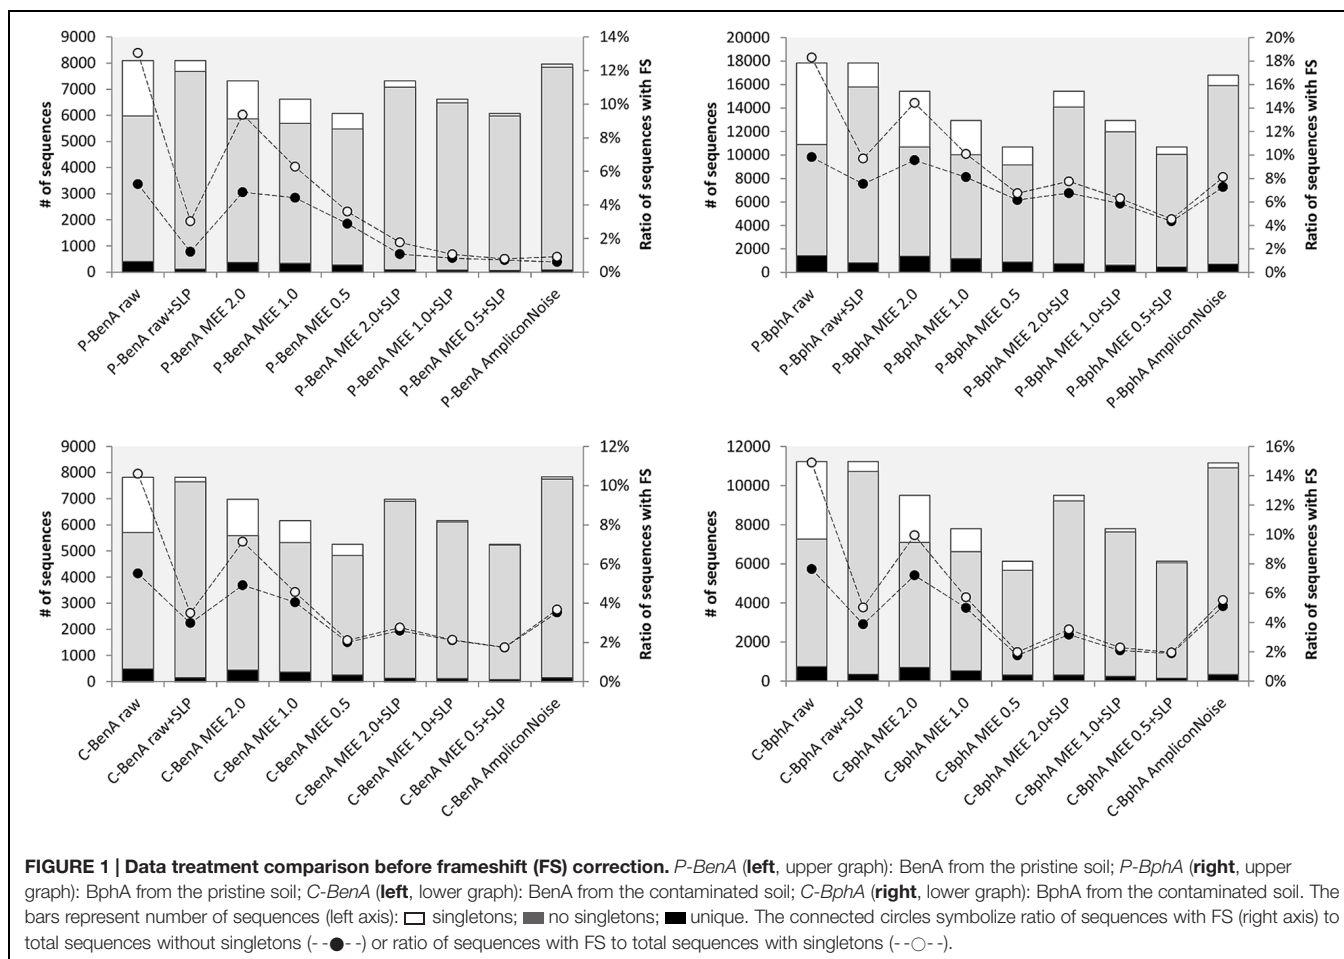 9000
8000
7000
6000
5000
4000
3000
2000
1000
0
# of sequences
14%
12%
10%
8%
6%
4%
2%
0%
Ratio of sequences with FS
P-BenA raw
P-BenA raw+SLP
P-BenA MEE 2.0
P-BenA MEE 1.0
P-BenA MEE 0.5
P-BenA MEE 2.0+SLP
P-BenA MEE 1.0+SLP
P-BenA MEE 0.5+SLP
P-BenA AmpliconNoise
20000
18000
16000
14000
12000
10000
8000
6000
4000
2000
0
# of sequences
20%
18%
16%
14%
12%
10%
8%
6%
4%
2%
0%
Ratio of sequences with FS
P-BphA raw
P-BphA raw+SLP
P-BphA MEE 2.0
P-BphA MEE 1.0
P-BphA MEE 0.5
P-BphA MEE 2.0+SLP
P-BphA MEE 1.0+SLP
P-BphA MEE 0.5+SLP
P-BphA AmpliconNoise
9000
8000
7000
6000
5000
4000
3000
2000
1000
0
# of sequences
12%
10%
8%
6%
4%
2%
0%
Ratio of sequences with FS
C-BenA raw
C-BenA raw+SLP
C-BenA MEE 2.0
C-BenA MEE 1.0
C-BenA MEE 0.5
C-BenA MEE 2.0+SLP
C-BenA MEE 1.0+SLP
C-BenA MEE 0.5+SLP
C-BenA AmpliconNoise
12000
10000
8000
6000
4000
2000
0
# of sequences
16%
14%
12%
10%
8%
6%
4%
2%
0%
Ratio of sequences with FS
C-BphA raw
C-BphA raw+SLP
C-BphA MEE 2.0
C-BphA MEE 1.0
C-BphA MEE 0.5
C-BphA MEE 2.0+SLP
C-BphA MEE 1.0+SLP
C-BphA MEE 0.5+SLP
C-BphA AmpliconNoise
FIGURE 1 | Data treatment comparison before frameshift (FS) correction. P-BenA (left, upper graph): BenA from the pristine soil; P-BphA (right, upper
graph): BphA from the pristine soil; C-BenA (left, lower graph): BenA from the contaminated soil; C-BphA (right, lower graph): BphA from the contaminated soil. The
bars represent number of sequences (left axis): □ singletons; ■ no singletons; ■ unique. The connected circles symbolize ratio of sequences with FS (right axis) to
total sequences without singletons (--●--) or ratio of sequences with FS to total sequences with singletons (--○--).